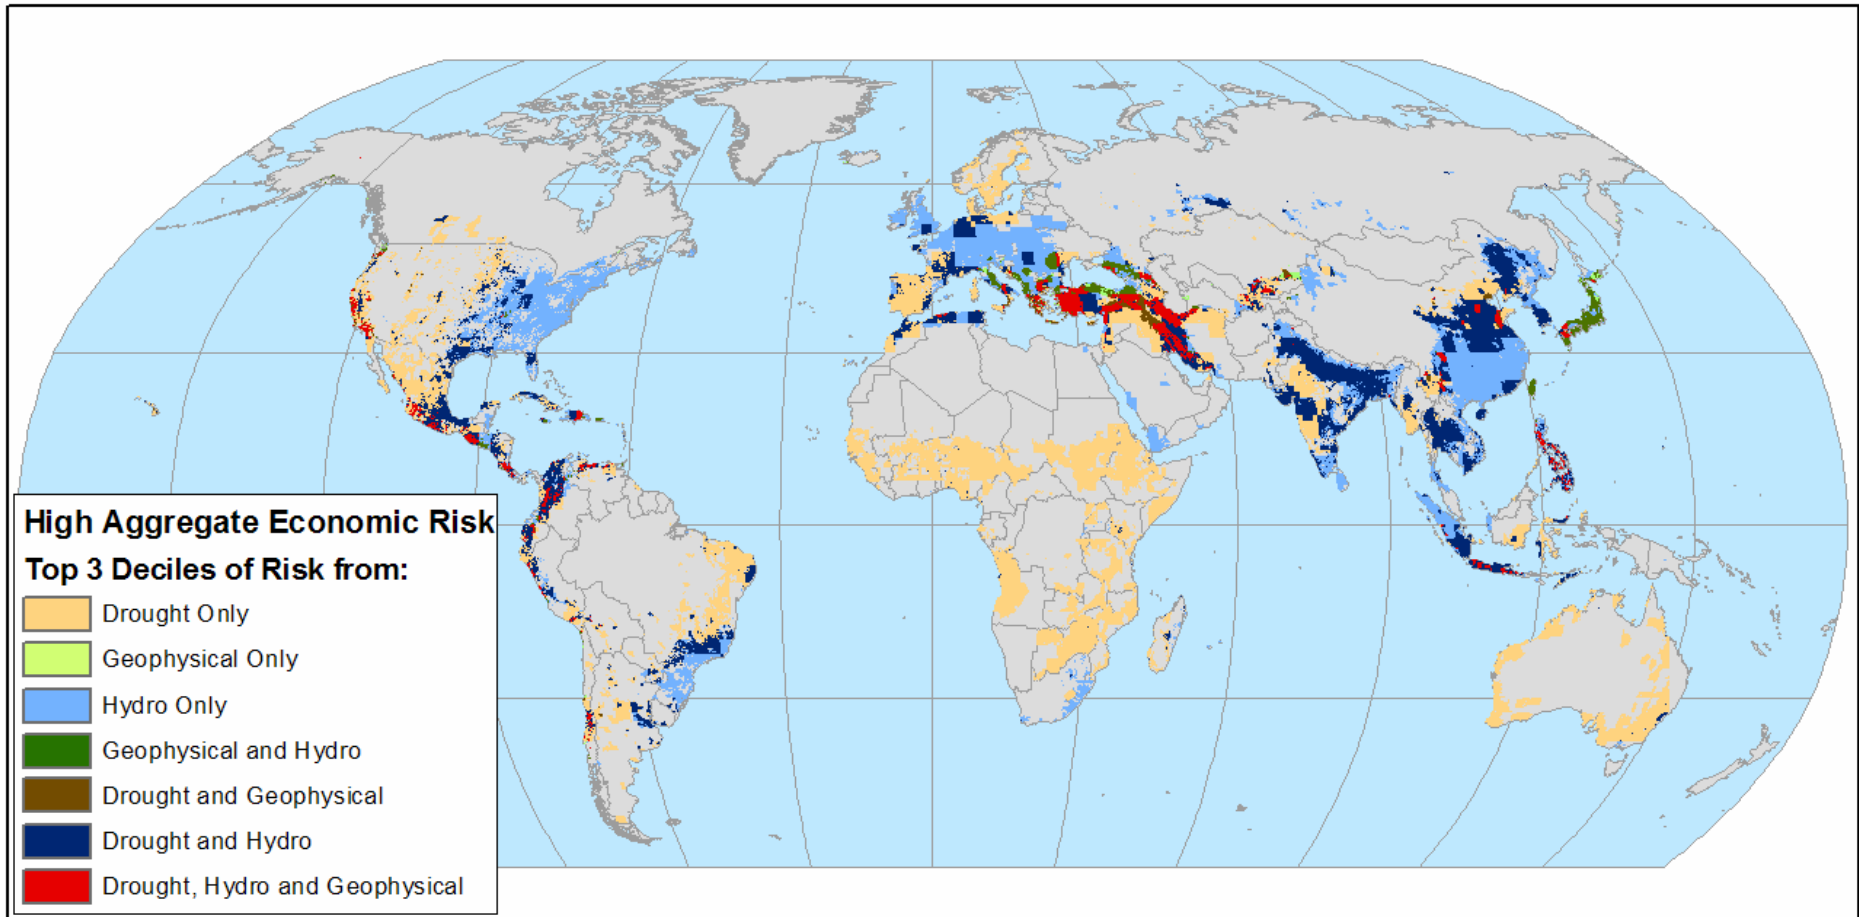 High Aggregate Economic Risk
Top 3 Deciles of Risk from:
Drought Only
Geophysical Only
Hydro Only
Geophysical and Hydro
Drought and Geophysical
Drought and Hydro
Drought, Hydro and Geophysical